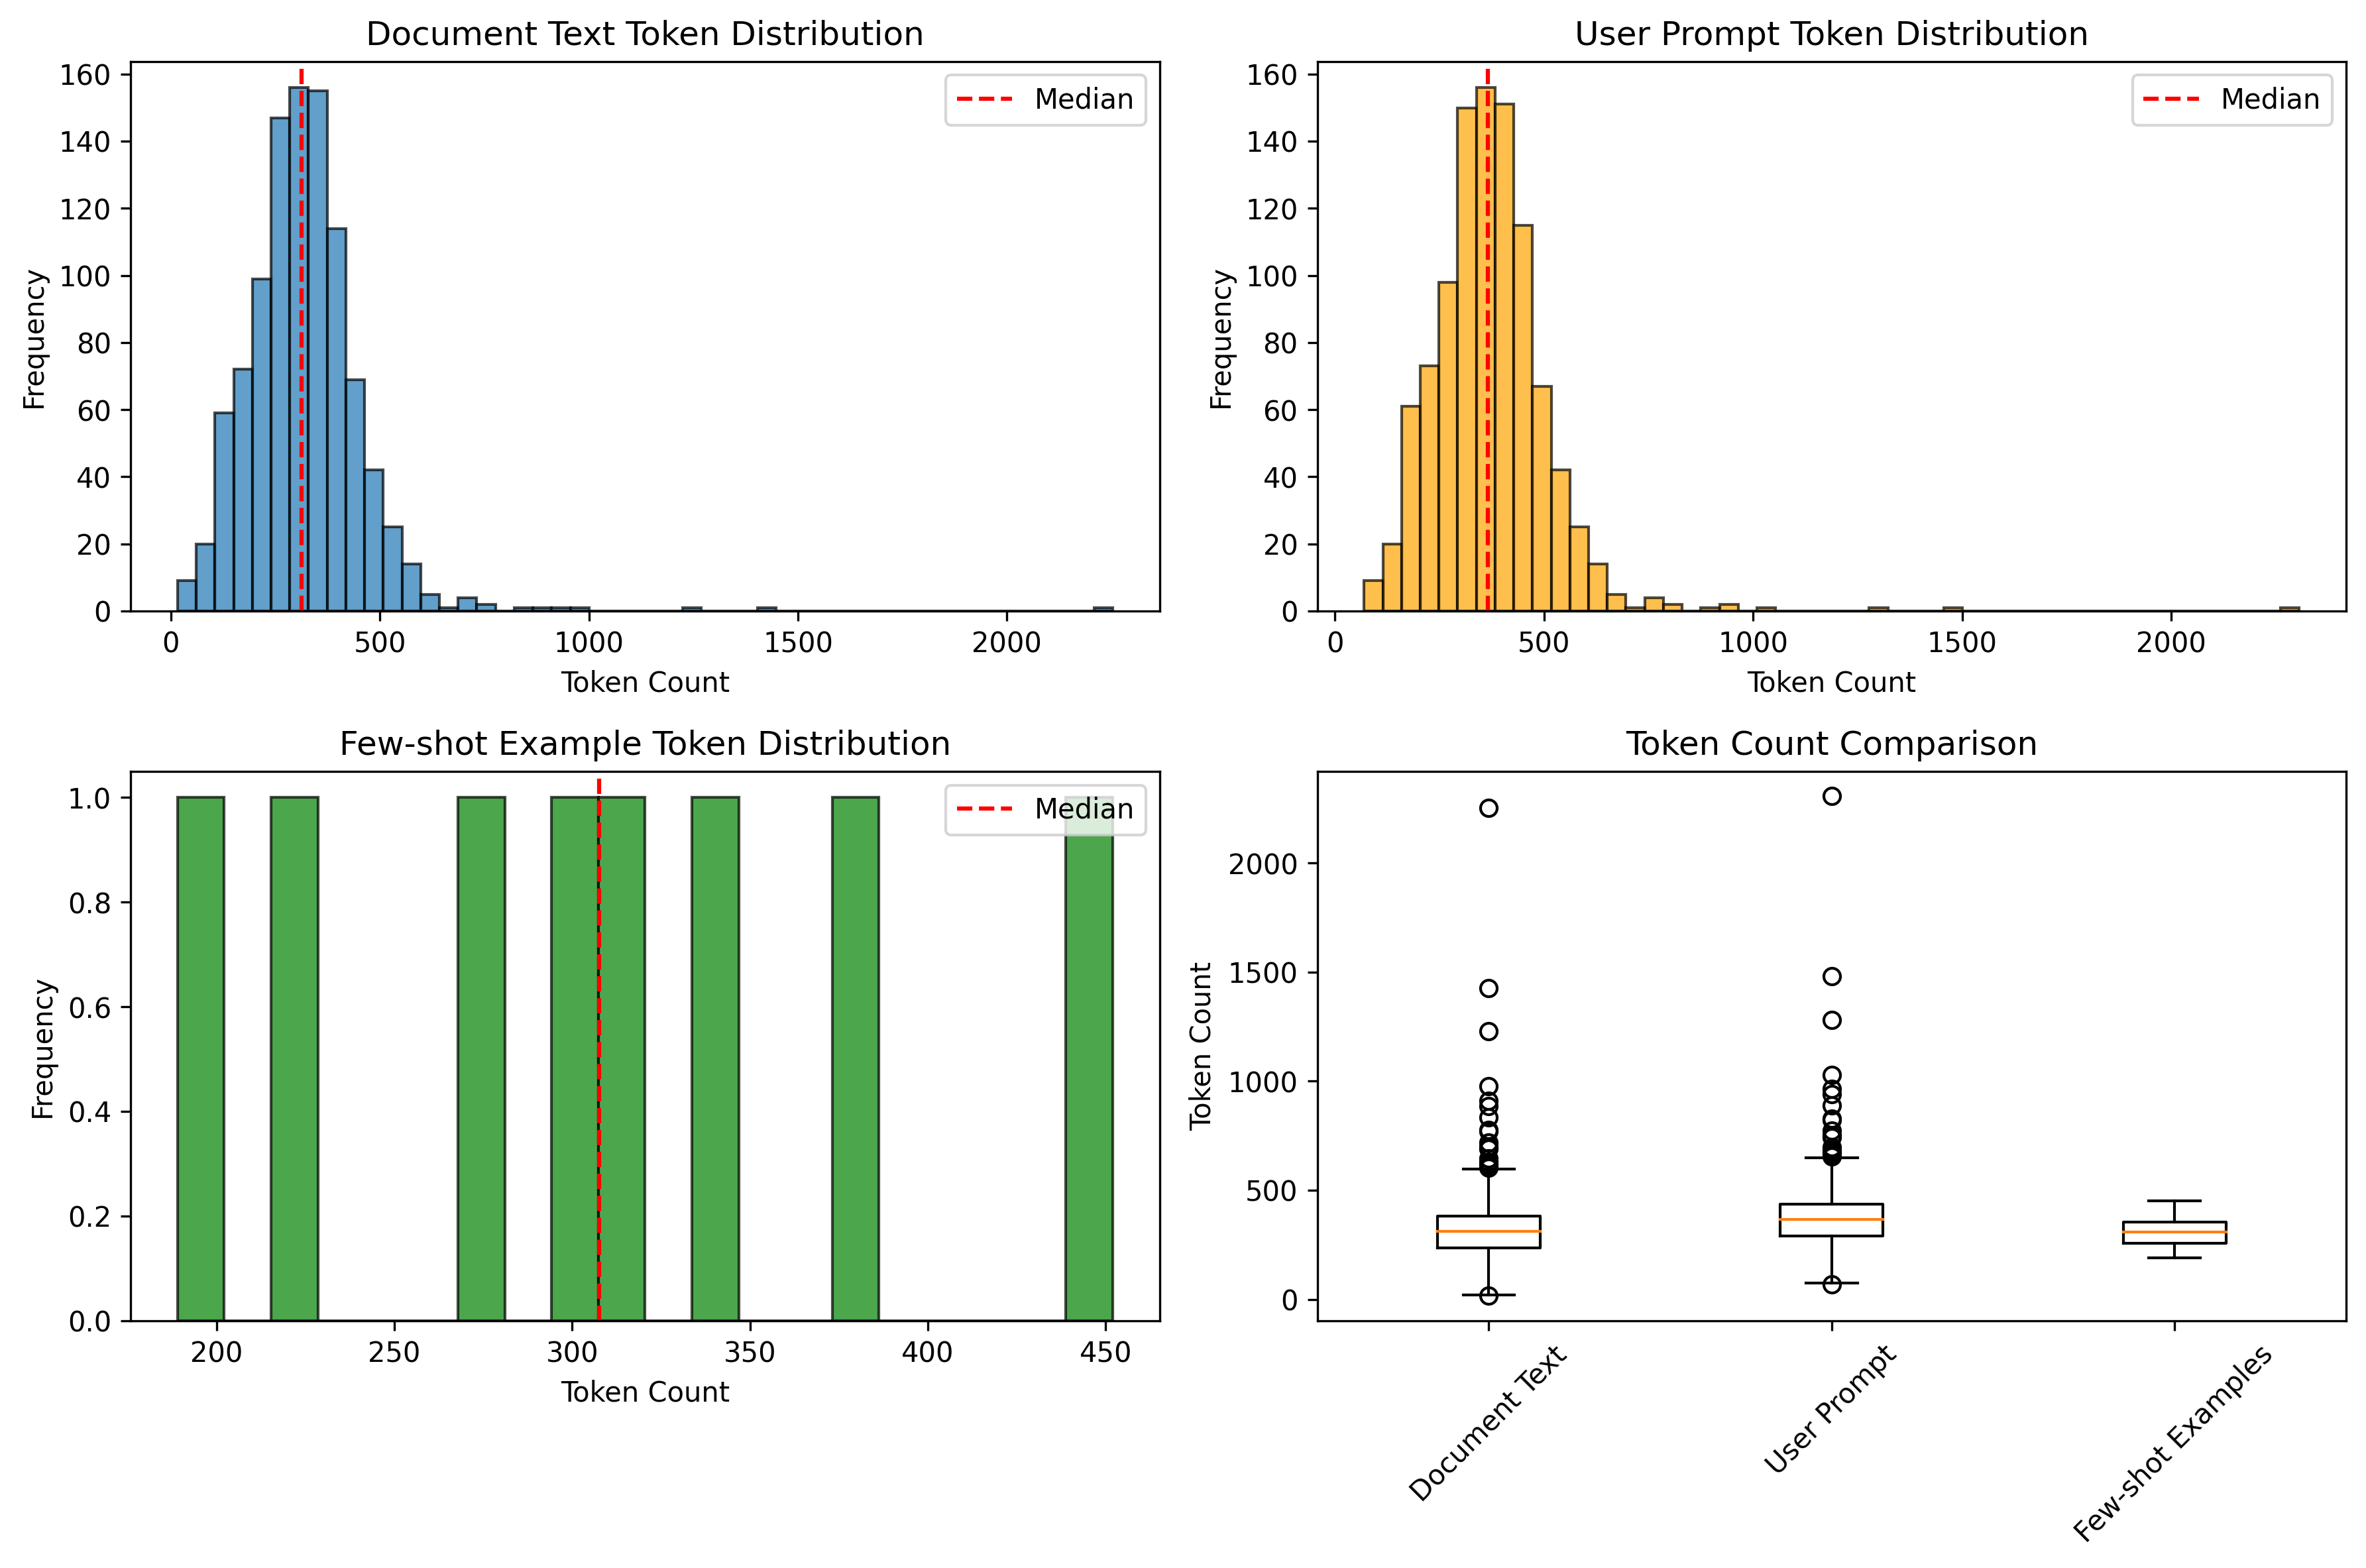 Document Text Token Distribution
160
140
120
100
80
60
40
20
0
Frequency
Median
0 500 1000 1500 2000
Token Count
User Prompt Token Distribution
160
140
120
100
80
60
40
20
0
Frequency
Median
0 500 1000 1500 2000
Token Count
Few-shot Example Token Distribution
1.0
0.8
0.6
0.4
0.2
0.0
Frequency
Median
200 250 300 350 400 450
Token Count
Token Count Comparison
2000
1500
1000
500
0
Token Count
Document Text
User Prompt
Few-shot Examples